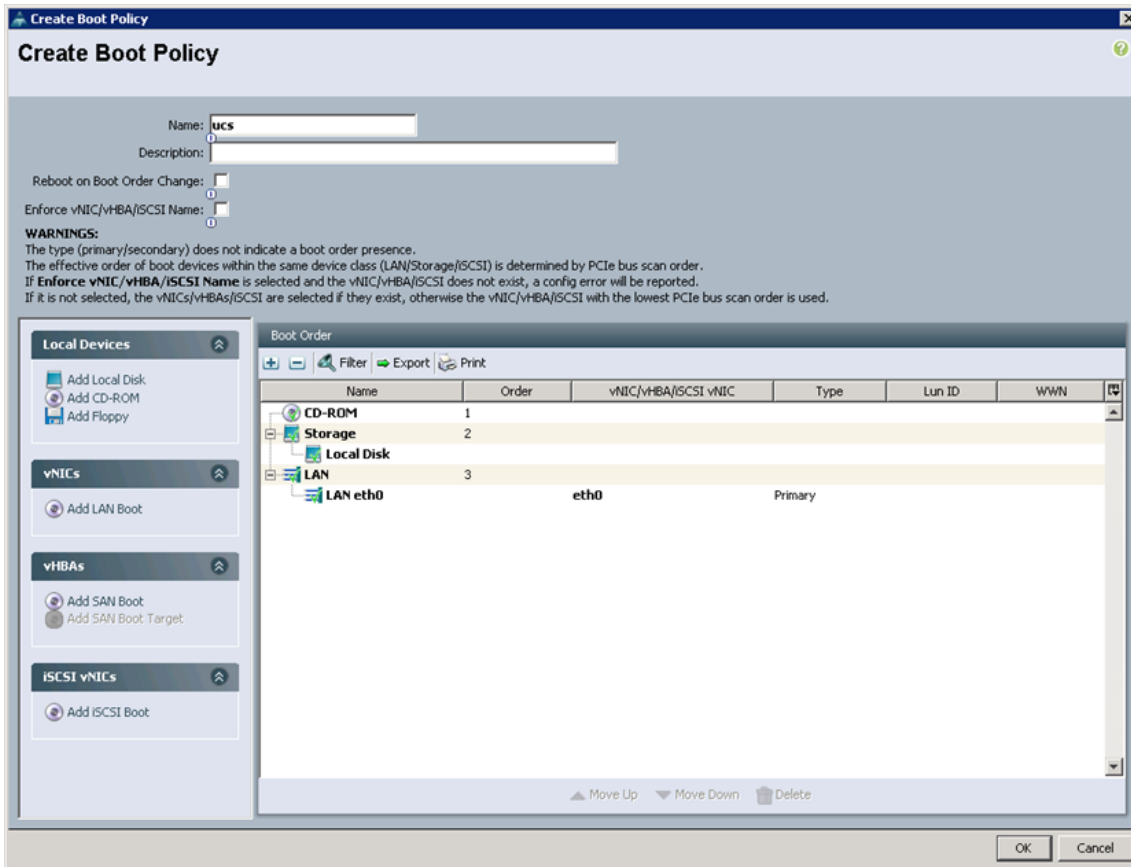 Create Boot Policy
Create Boot Policy
Name: ucs
Description:
Reboot on Boot Order Change:
Enforce vNIC/vHBA/iSCSI Name:
WARNINGS:
The type (primary/secondary) does not indicate a boot order presence.
The effective order of boot devices within the same device class (LAN/Storage/iSCSI) is determined by PCIe bus scan order.
If Enforce vNIC/vHBA/iSCSI Name is selected and the vNIC/vHBA/iSCSI does not exist, a config error will be reported.
If it is not selected, the vNICs/vHBAs/iSCSI are selected if they exist, otherwise the vNIC/vHBA/iSCSI with the lowest PCIe bus scan order is used.
Local Devices
Add Local Disk
Add CD-ROM
Add Floppy
vNICs
Add LAN Boot
vHBAs
Add SAN Boot
Add SAN Boot Target
iSCSI vNICs
Add iSCSI Boot
Boot Order
Filter Export Print
Name Order vNIC/vHBA/iSCSI vNIC Type Lun ID WWN
CD-ROM 1
Storage 2
Local Disk
LAN 3
LAN eth0 eth0 Primary
Move Up Move Down Delete
OK Cancel